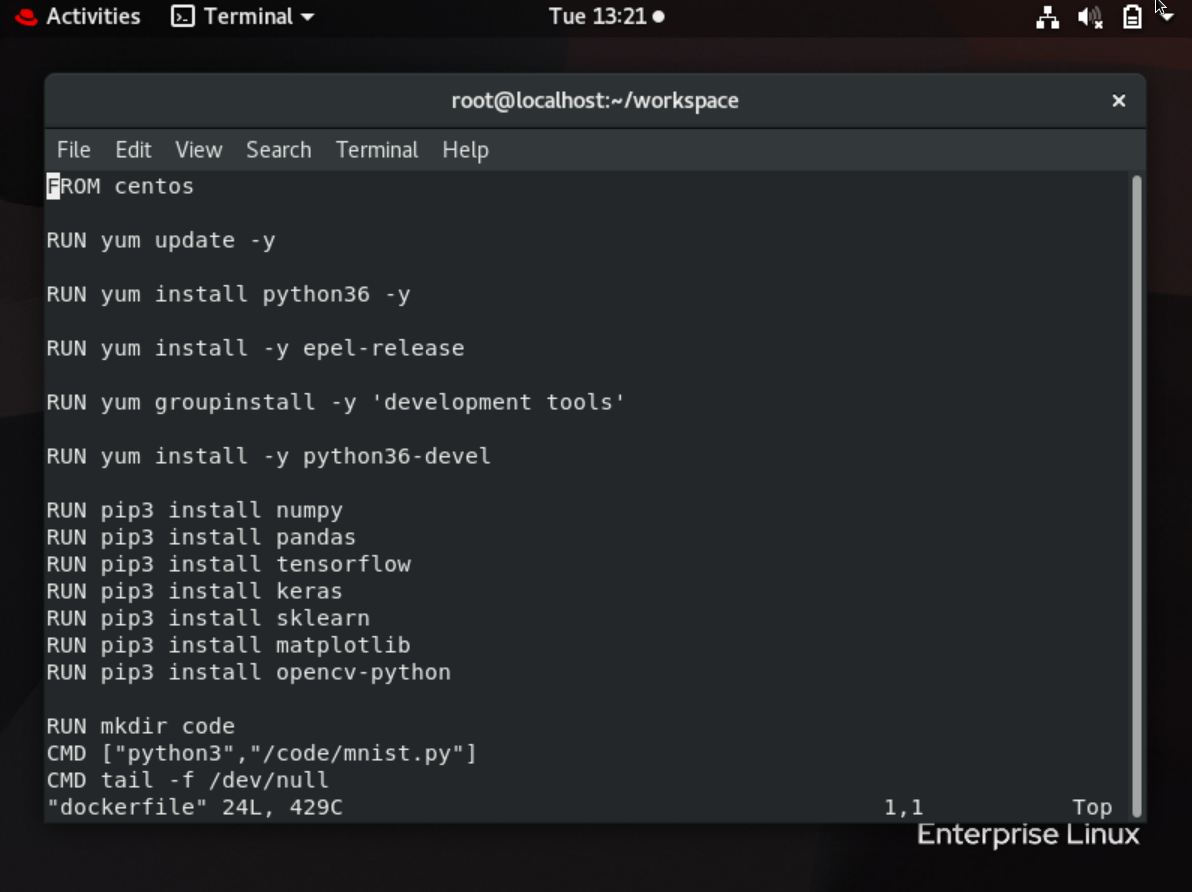 Activities Terminal Tue 13:21
root@localhost:~/workspace
File Edit View Search Terminal Help
FROM centos
RUN yum update -y
RUN yum install python36 -y
RUN yum install -y epel-release
RUN yum groupinstall -y 'development tools'
RUN yum install -y python36-devel
RUN pip3 install numpy
RUN pip3 install pandas
RUN pip3 install tensorflow
RUN pip3 install keras
RUN pip3 install sklearn
RUN pip3 install matplotlib
RUN pip3 install opencv-python
RUN mkdir code
CMD ["python3","/code/mnist.py"]
CMD tail -f /dev/null
"dockerfile" 24L, 429C 1,1 Top
Enterprise Linux